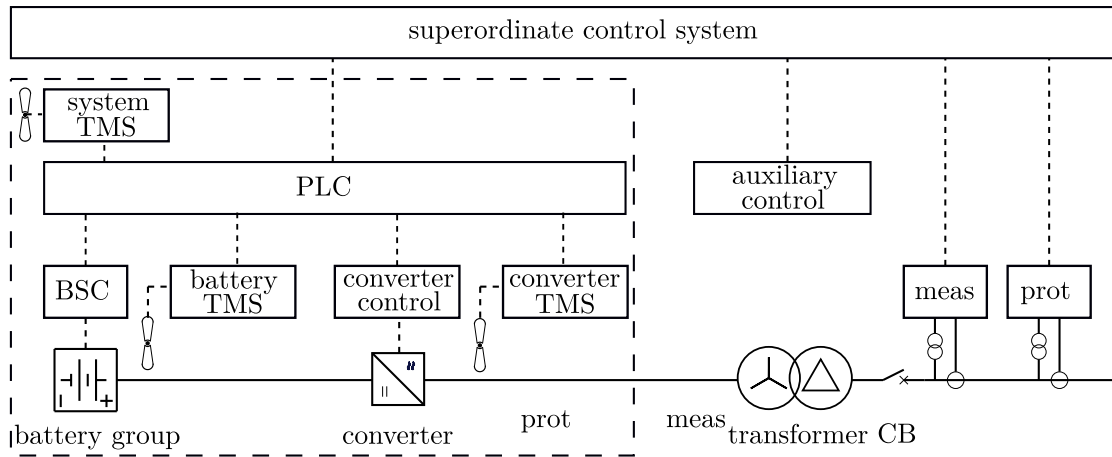 superordinate control system
system
TMS
PLC
auxiliary
control
BSC
battery
TMS
converter
control
converter
TMS
meas
prot
battery group
converter
prot
meas
transformer CB